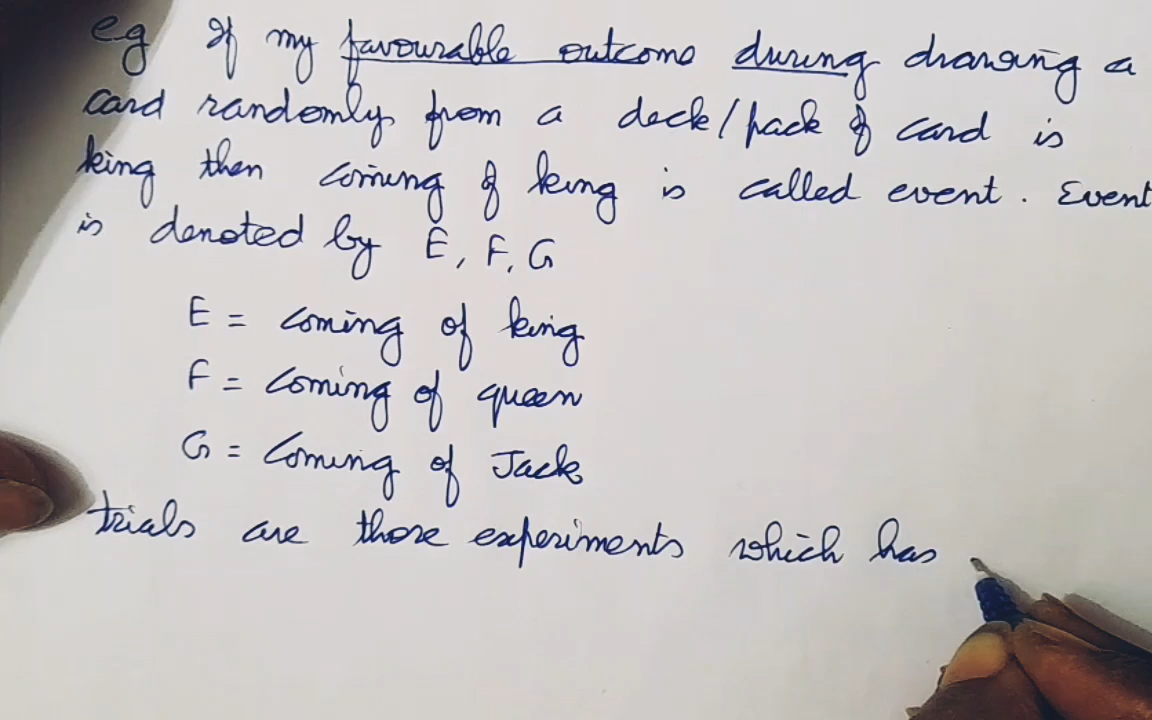 e.g If my favourable outcome during drawing a
card randomly from a deck/pack of card is
king then coming of king is called event. Event
is denoted by E, F, G
E = coming of king
F = coming of queen
G = coming of Jack
trials are those experiments which has